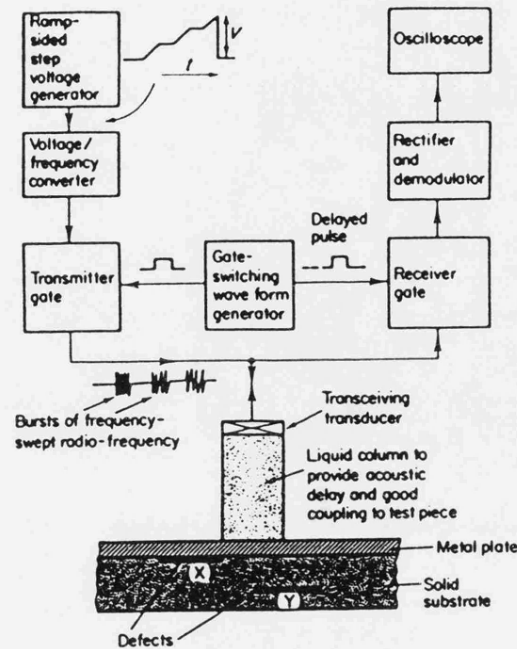 Ramp-
sided
step
voltage
generator
V
t
Oscilloscope
Voltage/
frequency
converter
Rectifier
and
demodulator
Delayed
pulse
Transmitter
gate
Gate-
switching
wave form
generator
Receiver
gate
Bursts of frequency-
swept radio-frequency
Transceiving
transducer
Liquid column to
provide acoustic
delay and good
coupling to test piece
Metal plate
X
Solid
substrate
Y
Defects